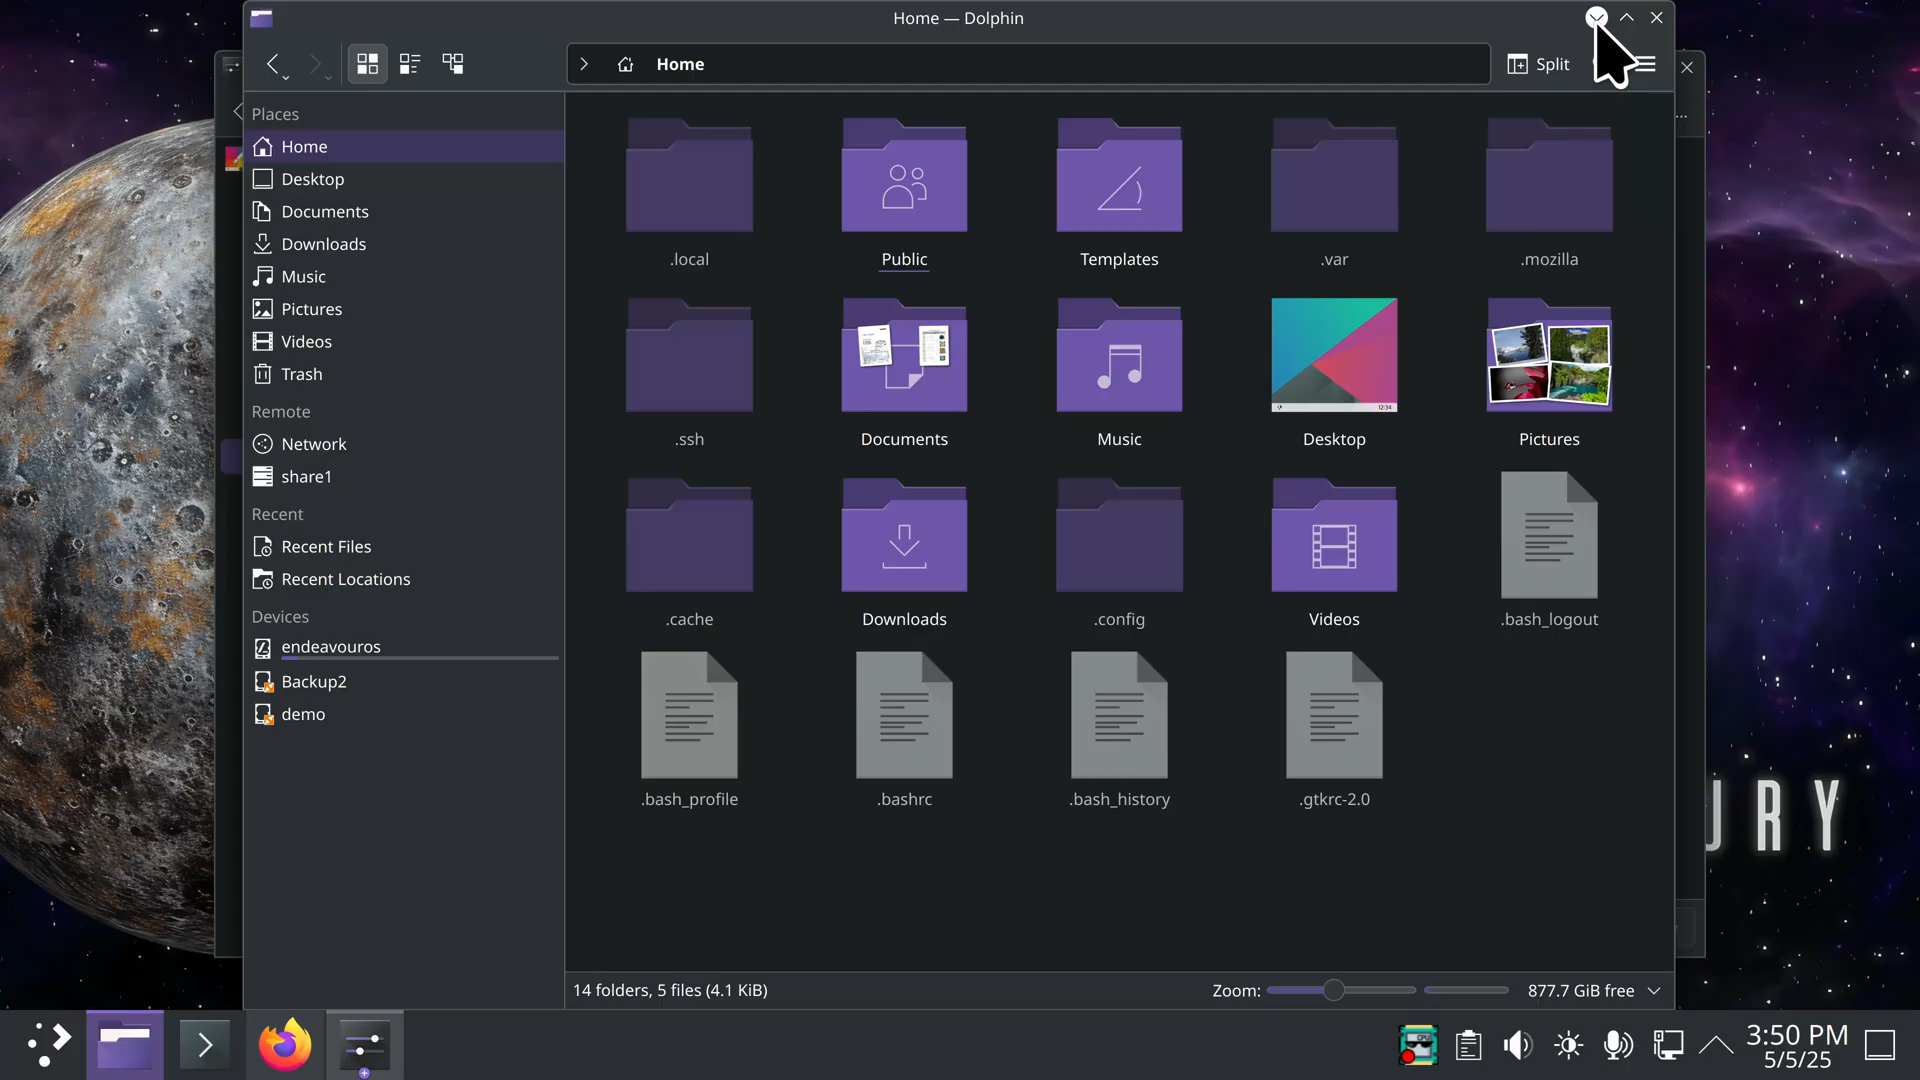 Home — Dolphin
Home
Split
Places
Home
Desktop
Documents
Downloads
Music
Pictures
Videos
Trash
Remote
Network
share1
Recent
Recent Files
Recent Locations
Devices
endeavouros
Backup2
demo
.local
Public
Templates
.var
.mozilla
.ssh
Documents
Music
12:34
Desktop
Pictures
.cache
Downloads
.config
Videos
.bash_logout
.bash_profile
.bashrc
.bash_history
.gtkrc-2.0
14 folders, 5 files (4.1 KiB)
Zoom:
877.7 GiB free
URY
3:50 PM
5/5/25